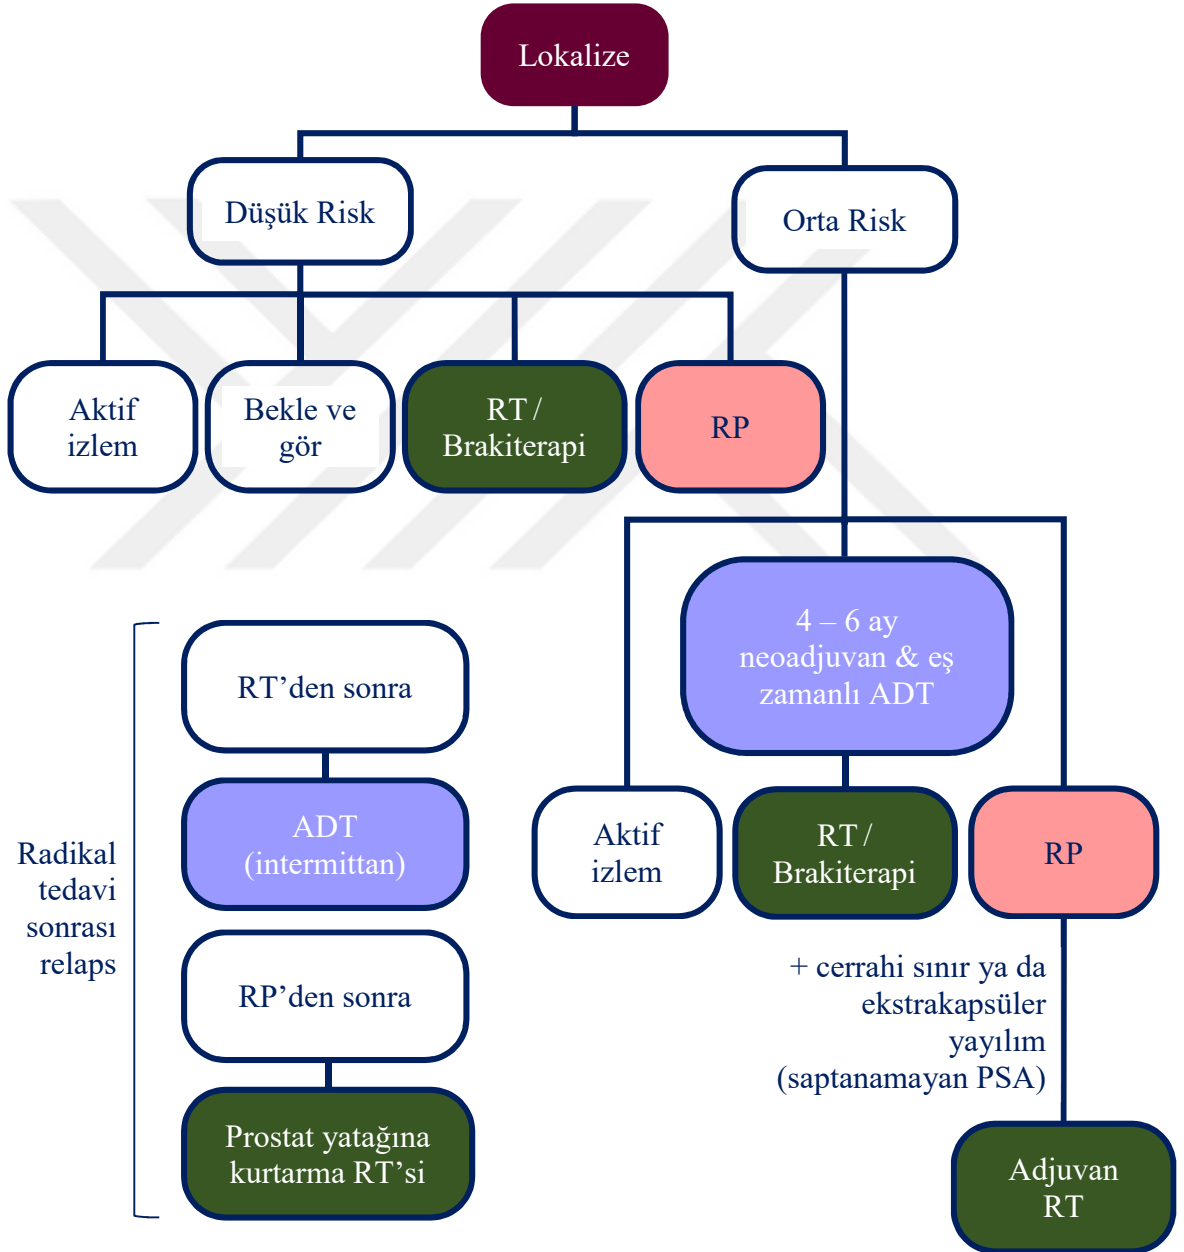 Lokalize
Düşük Risk
Orta Risk
Aktif
izlem
Bekle ve
gör
RT /
Brakiterapi
RP
4 – 6 ay
neoadjuvan & eş
zamanlı ADT
Aktif
izlem
RT /
Brakiterapi
RP
+ cerrahi sınır ya da
ekstrakapsüler
yayılım
(saptanamayan PSA)
Adjuvan
RT
Radikal
tedavi
sonrası
relaps
RT’den sonra
ADT
(intermittan)
RP’den sonra
Prostat yatağına
kurtarma RT’si